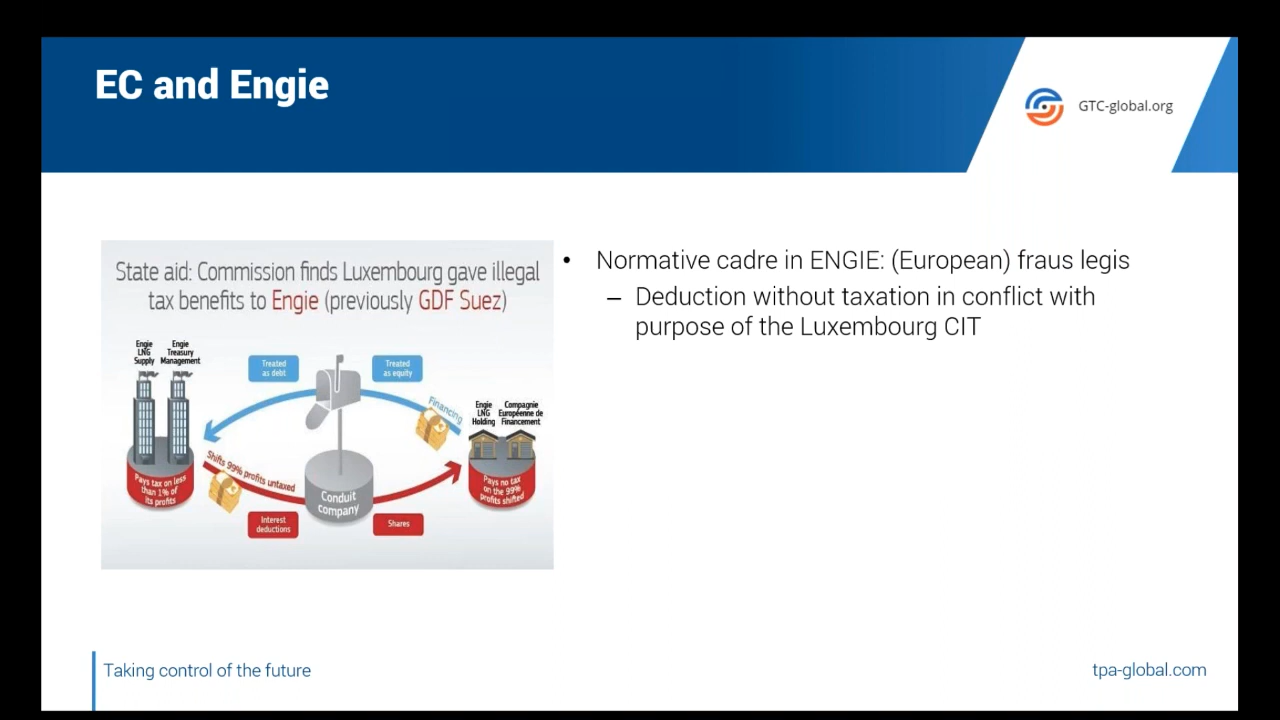 EC and Engie
GTC-global.org
State aid: Commission finds Luxembourg gave illegal
tax benefits to Engie (previously GDF Suez)
Engie
LNG
Supply
Engie
Treasury
Management
Treated
as debt
Treated
as equity
Financing
Engie
LNG
Holding
Compagnie
Européenne de
Financement
Shifts 99% profits untaxed
Pays tax on less
than 1% of
its profits
Conduit
company
Pays no tax
on the 99%
profits shifted
Interest
deductions
Shares
• Normative cadre in ENGIE: (European) fraus legis
– Deduction without taxation in conflict with
purpose of the Luxembourg CIT
Taking control of the future
tpa-global.com